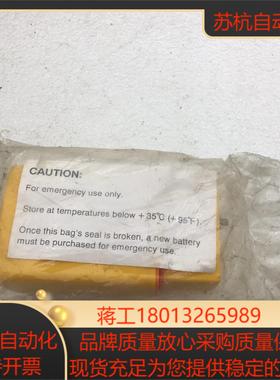 苏杭自动
CAUTION:
For emergency use only.
Store at temperatures below +35℃ (+95℉).
Once this bag's seal is broken, a new battery
must be purchased for emergency use.
蒋工18013265989
自动化
品牌质量放心采购质量保
开票
现货充足为您提供稳定的